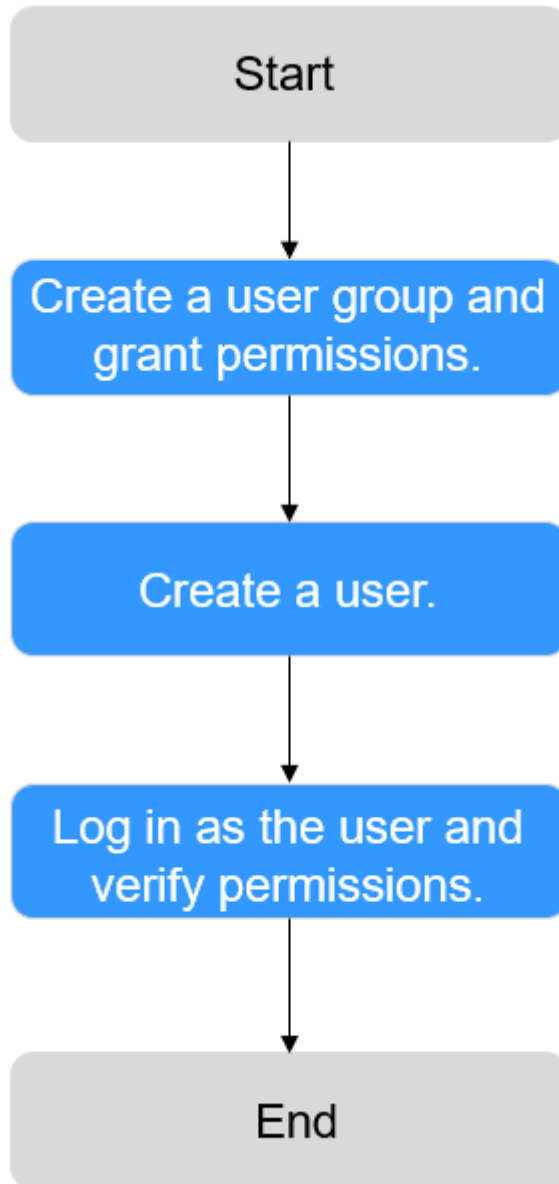 Start
Create a user group and
grant permissions.
Create a user.
Log in as the user and
verify permissions.
End